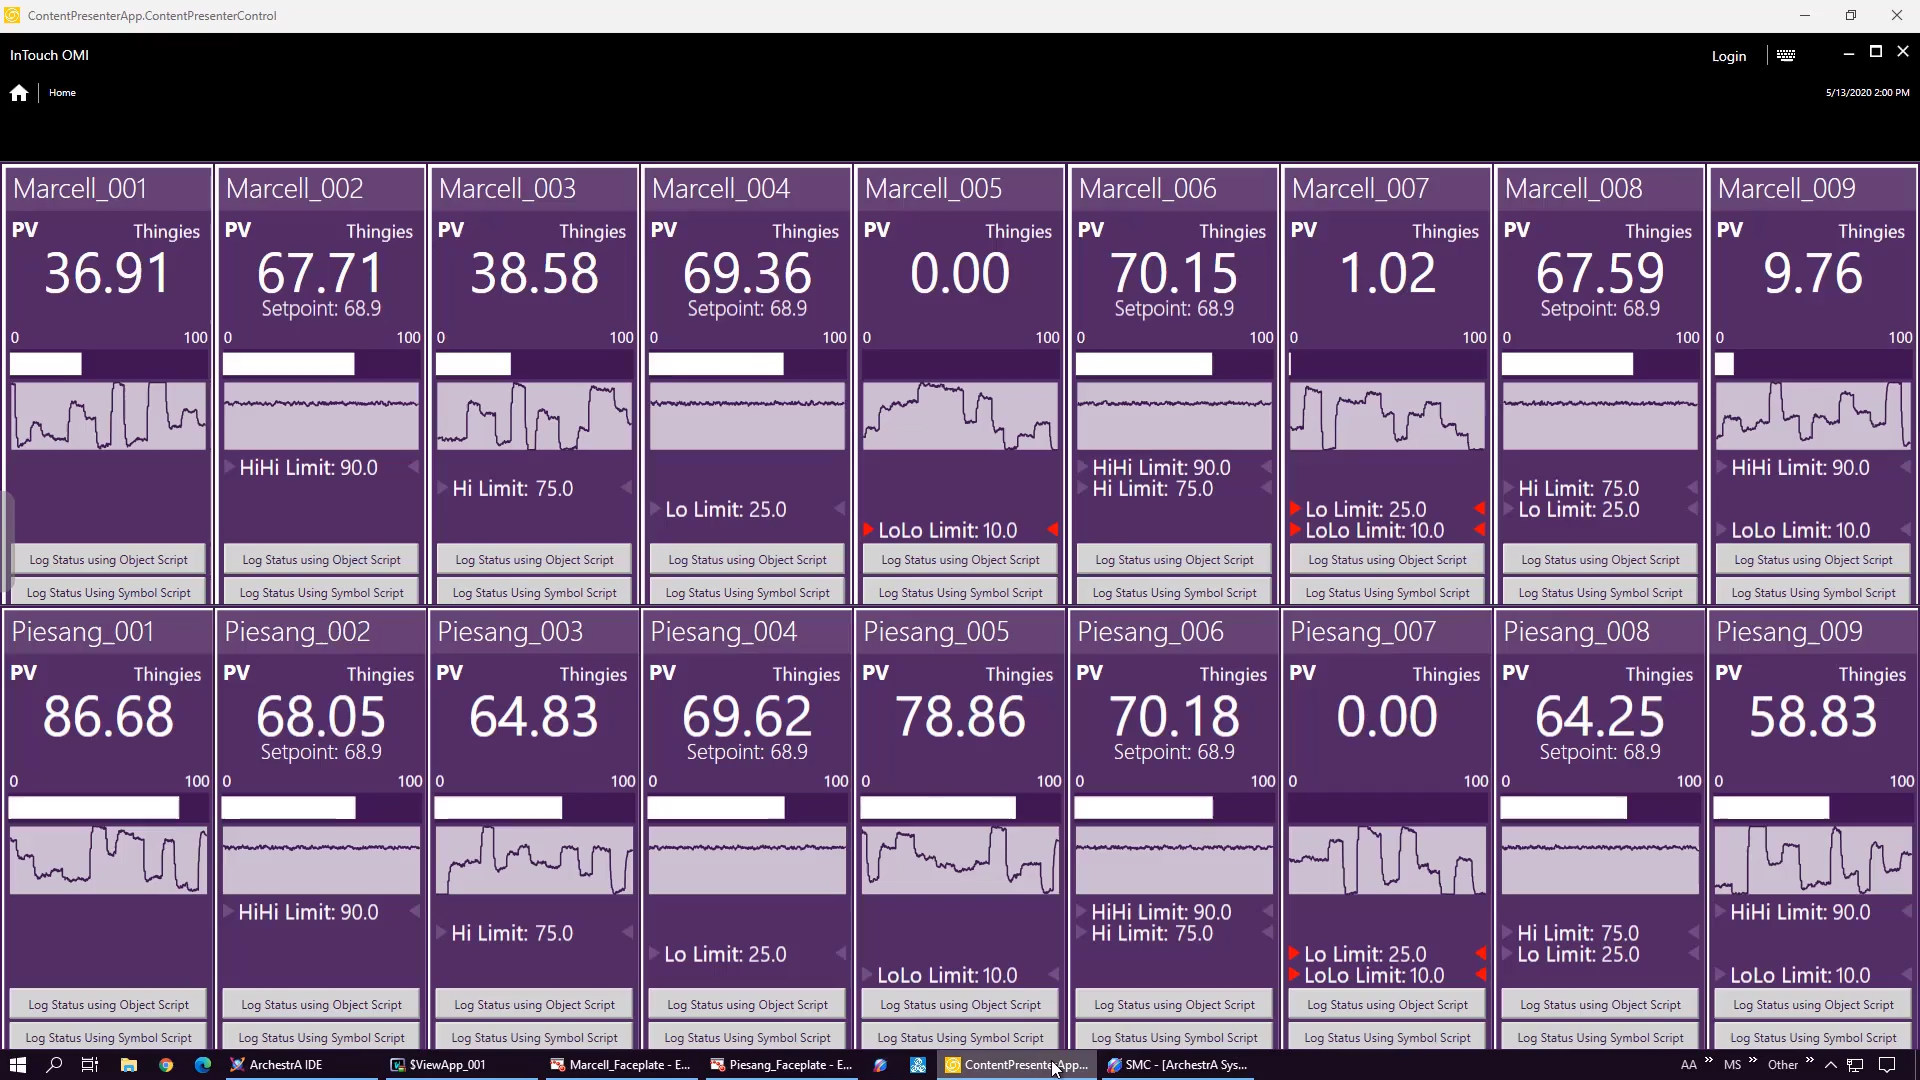 ContentPresenterApp.ContentPresenterControl
InTouch OMI
Login
Home
5/13/2020 2:00 PM
Marcell_001 Marcell_002 Marcell_003 Marcell_004 Marcell_005 Marcell_006 Marcell_007 Marcell_008 Marcell_009
PV Thingies PV Thingies PV Thingies PV Thingies PV Thingies PV Thingies PV Thingies PV Thingies PV Thingies
36.91 67.71 38.58 69.36 0.00 70.15 1.02 67.59 9.76
Setpoint: 68.9 Setpoint: 68.9 Setpoint: 68.9 Setpoint: 68.9
0 100 0 100 0 100 0 100 0 100 0 100 0 100 0 100 0 100
HiHi Limit: 90.0 HiHi Limit: 90.0 HiHi Limit: 90.0
Hi Limit: 75.0 Hi Limit: 75.0 Hi Limit: 75.0
Lo Limit: 25.0 Lo Limit: 25.0 Lo Limit: 25.0
LoLo Limit: 10.0 LoLo Limit: 10.0 LoLo Limit: 10.0
Log Status using Object Script Log Status using Object Script Log Status using Object Script Log Status using Object Script Log Status using Object Script Log Status using Object Script Log Status using Object Script Log Status using Object Script Log Status using Object Script
Log Status Using Symbol Script Log Status Using Symbol Script Log Status Using Symbol Script Log Status Using Symbol Script Log Status Using Symbol Script Log Status Using Symbol Script Log Status Using Symbol Script Log Status Using Symbol Script Log Status Using Symbol Script
Piesang_001 Piesang_002 Piesang_003 Piesang_004 Piesang_005 Piesang_006 Piesang_007 Piesang_008 Piesang_009
PV Thingies PV Thingies PV Thingies PV Thingies PV Thingies PV Thingies PV Thingies PV Thingies PV Thingies
86.68 68.05 64.83 69.62 78.86 70.18 0.00 64.25 58.83
Setpoint: 68.9 Setpoint: 68.9 Setpoint: 68.9 Setpoint: 68.9
0 100 0 100 0 100 0 100 0 100 0 100 0 100 0 100 0 100
HiHi Limit: 90.0 HiHi Limit: 90.0 HiHi Limit: 90.0
Hi Limit: 75.0 Hi Limit: 75.0 Hi Limit: 75.0
Lo Limit: 25.0 Lo Limit: 25.0 Lo Limit: 25.0
LoLo Limit: 10.0 LoLo Limit: 10.0 LoLo Limit: 10.0
Log Status using Object Script Log Status using Object Script Log Status using Object Script Log Status using Object Script Log Status using Object Script Log Status using Object Script Log Status using Object Script Log Status using Object Script Log Status using Object Script
Log Status Using Symbol Script Log Status Using Symbol Script Log Status Using Symbol Script Log Status Using Symbol Script Log Status Using Symbol Script Log Status Using Symbol Script Log Status Using Symbol Script Log Status Using Symbol Script Log Status Using Symbol Script
ArchestrA IDE $ViewApp_001 Marcell_Faceplate - E... Piesang_Faceplate - E... ContentPresenterApp... SMC - [ArchestrA Sys... AA MS Other